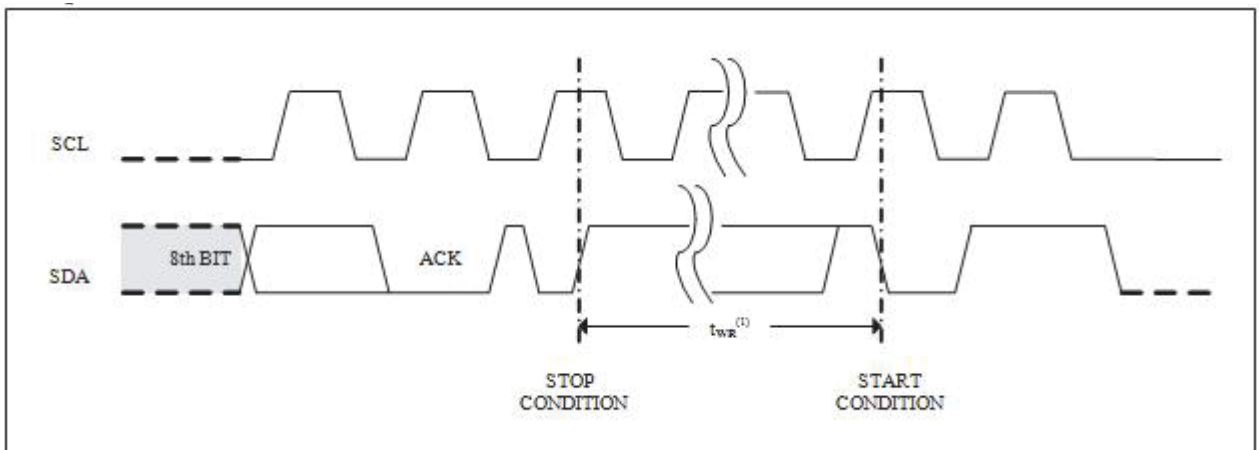 SCL
SDA
8th BIT
ACK
tWR(1)
STOP
CONDITION
START
CONDITION